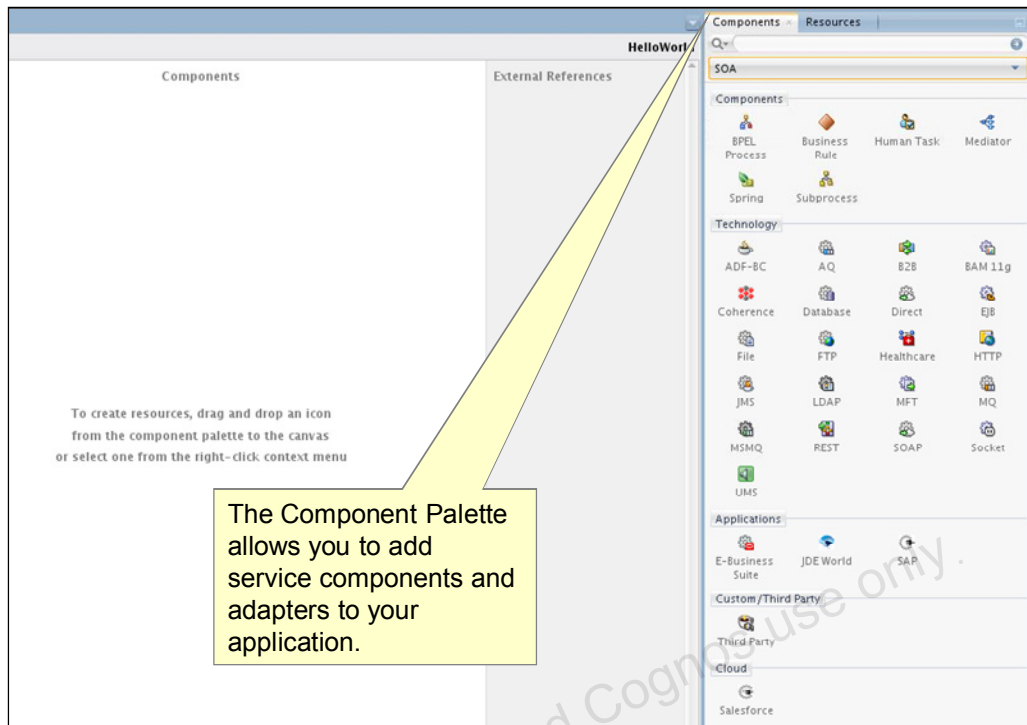 Components
Resources
HelloWorld
SOA
Components
External References
Components
BPEL Process
Business Rule
Human Task
Mediator
Spring
Subprocess
Technology
ADF-BC
AQ
B2B
BAM 11g
Coherence
Database
Direct
EJB
File
FTP
Healthcare
HTTP
JMS
LDAP
MFT
MQ
MSMQ
REST
SOAP
Socket
UMS
Applications
E-Business Suite
JDE World
SAP
Custom/Third Party
Third Party
Cloud
Salesforce
To create resources, drag and drop an icon
from the component palette to the canvas
or select one from the right-click context menu
The Component Palette
allows you to add
service components and
adapters to your
application.
Cognos use only.